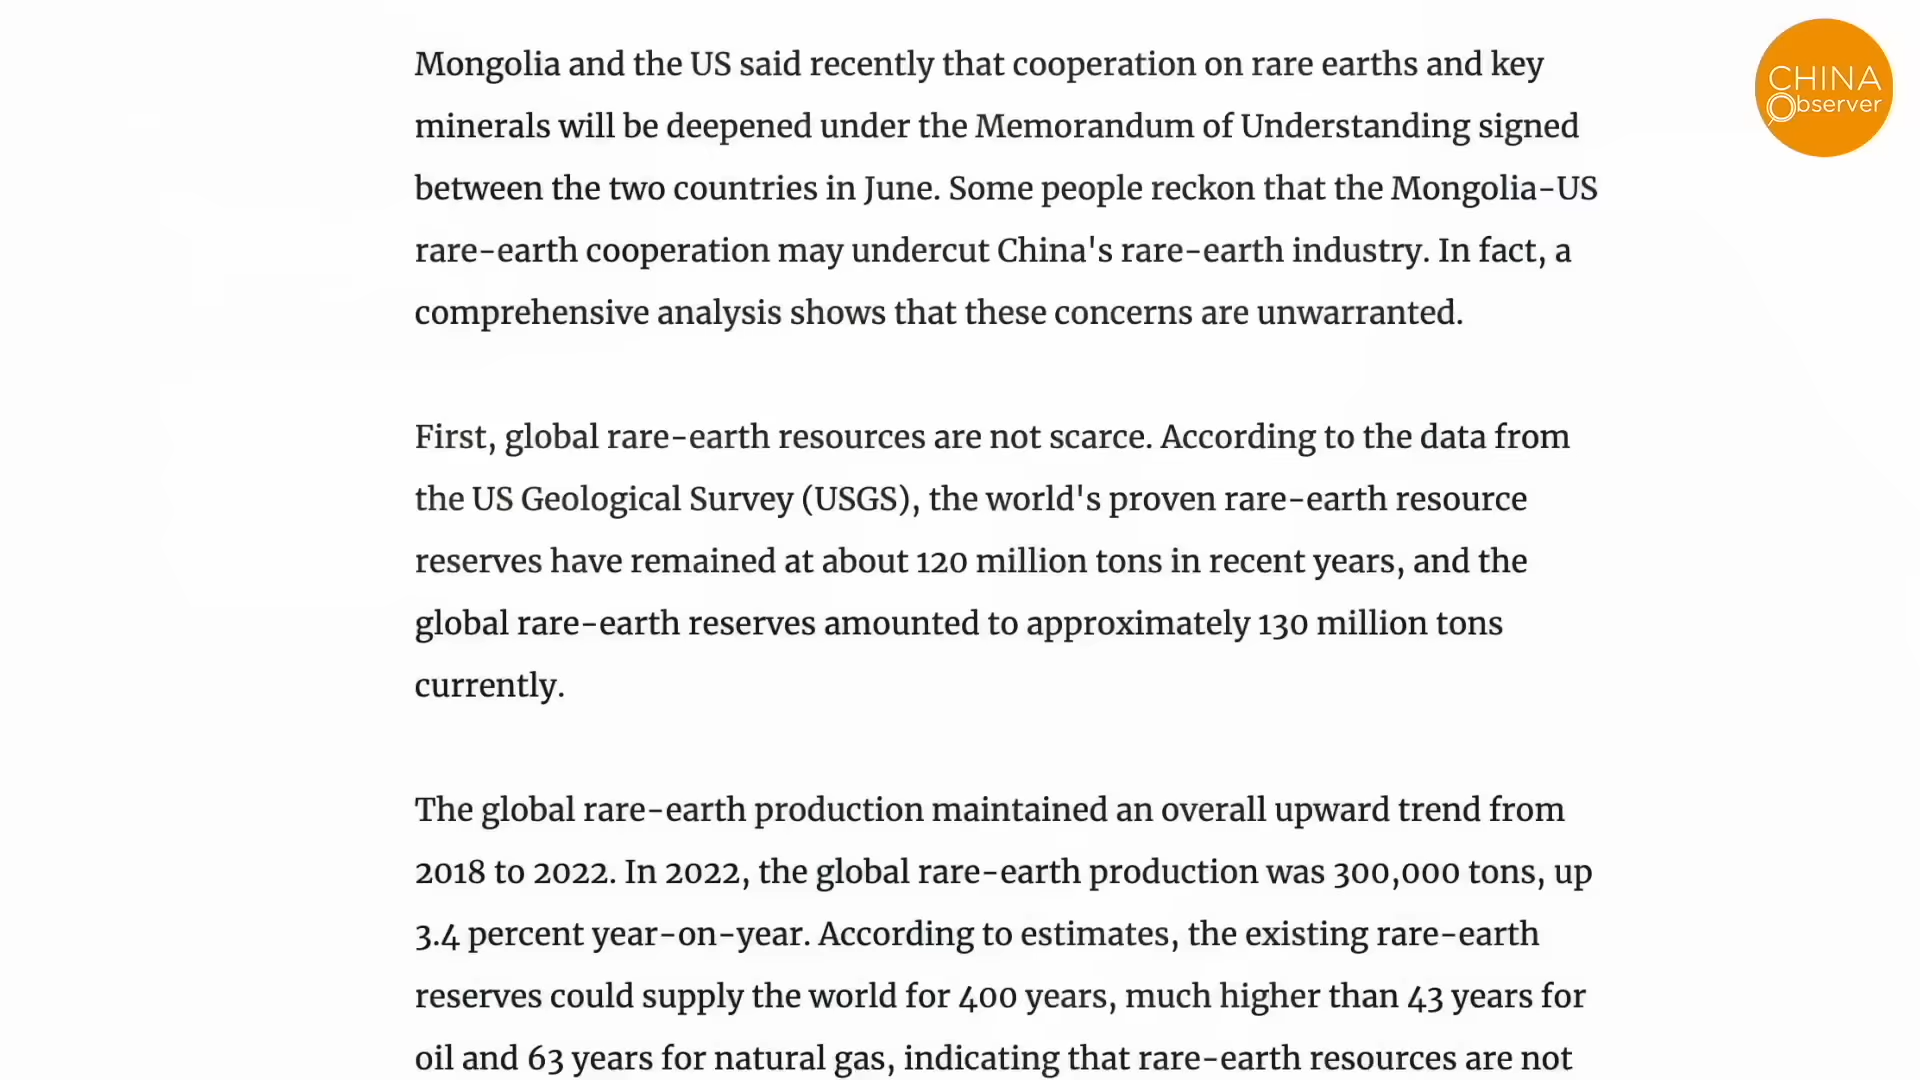 Mongolia and the US said recently that cooperation on rare earths and key
minerals will be deepened under the Memorandum of Understanding signed
between the two countries in June. Some people reckon that the Mongolia-US
rare-earth cooperation may undercut China's rare-earth industry. In fact, a
comprehensive analysis shows that these concerns are unwarranted.
First, global rare-earth resources are not scarce. According to the data from
the US Geological Survey (USGS), the world's proven rare-earth resource
reserves have remained at about 120 million tons in recent years, and the
global rare-earth reserves amounted to approximately 130 million tons
currently.
The global rare-earth production maintained an overall upward trend from
2018 to 2022. In 2022, the global rare-earth production was 300,000 tons, up
3.4 percent year-on-year. According to estimates, the existing rare-earth
reserves could supply the world for 400 years, much higher than 43 years for
oil and 63 years for natural gas, indicating that rare-earth resources are not
CHINA
Observer